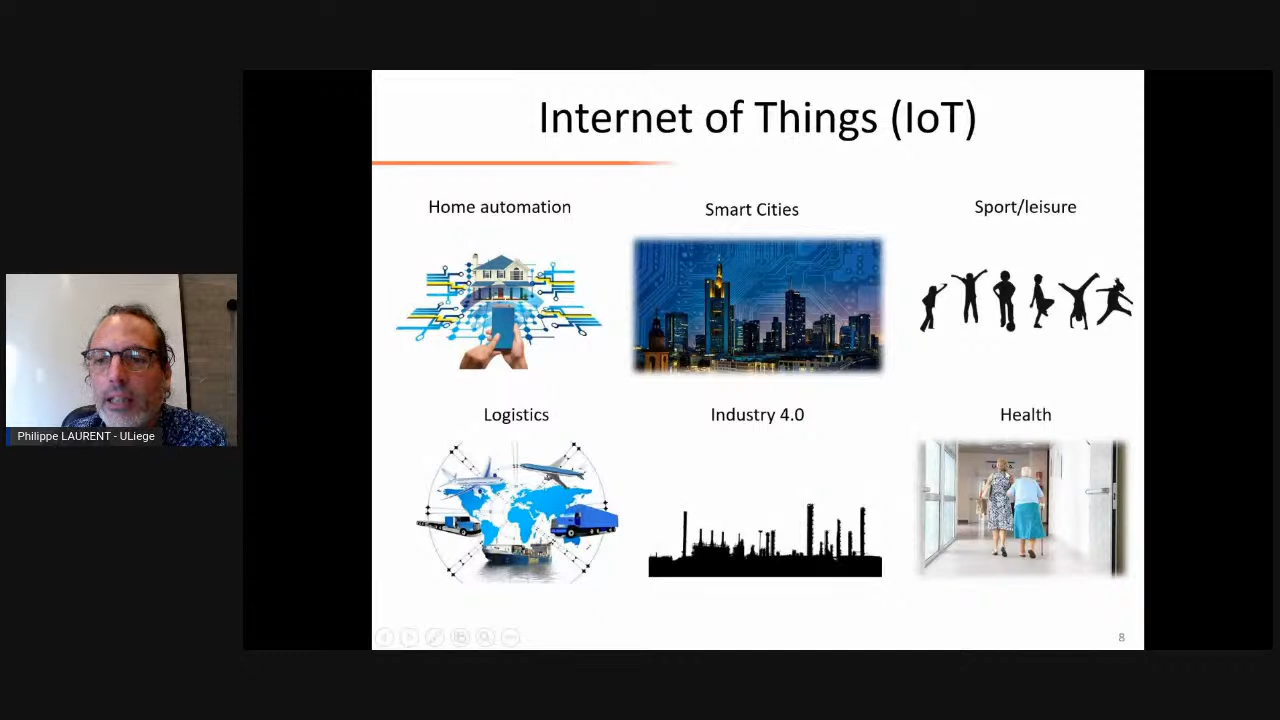 Internet of Things (IoT)
Home automation
Smart Cities
Sport/leisure
Logistics
Industry 4.0
Health
Philippe LAURENT - ULiege
8